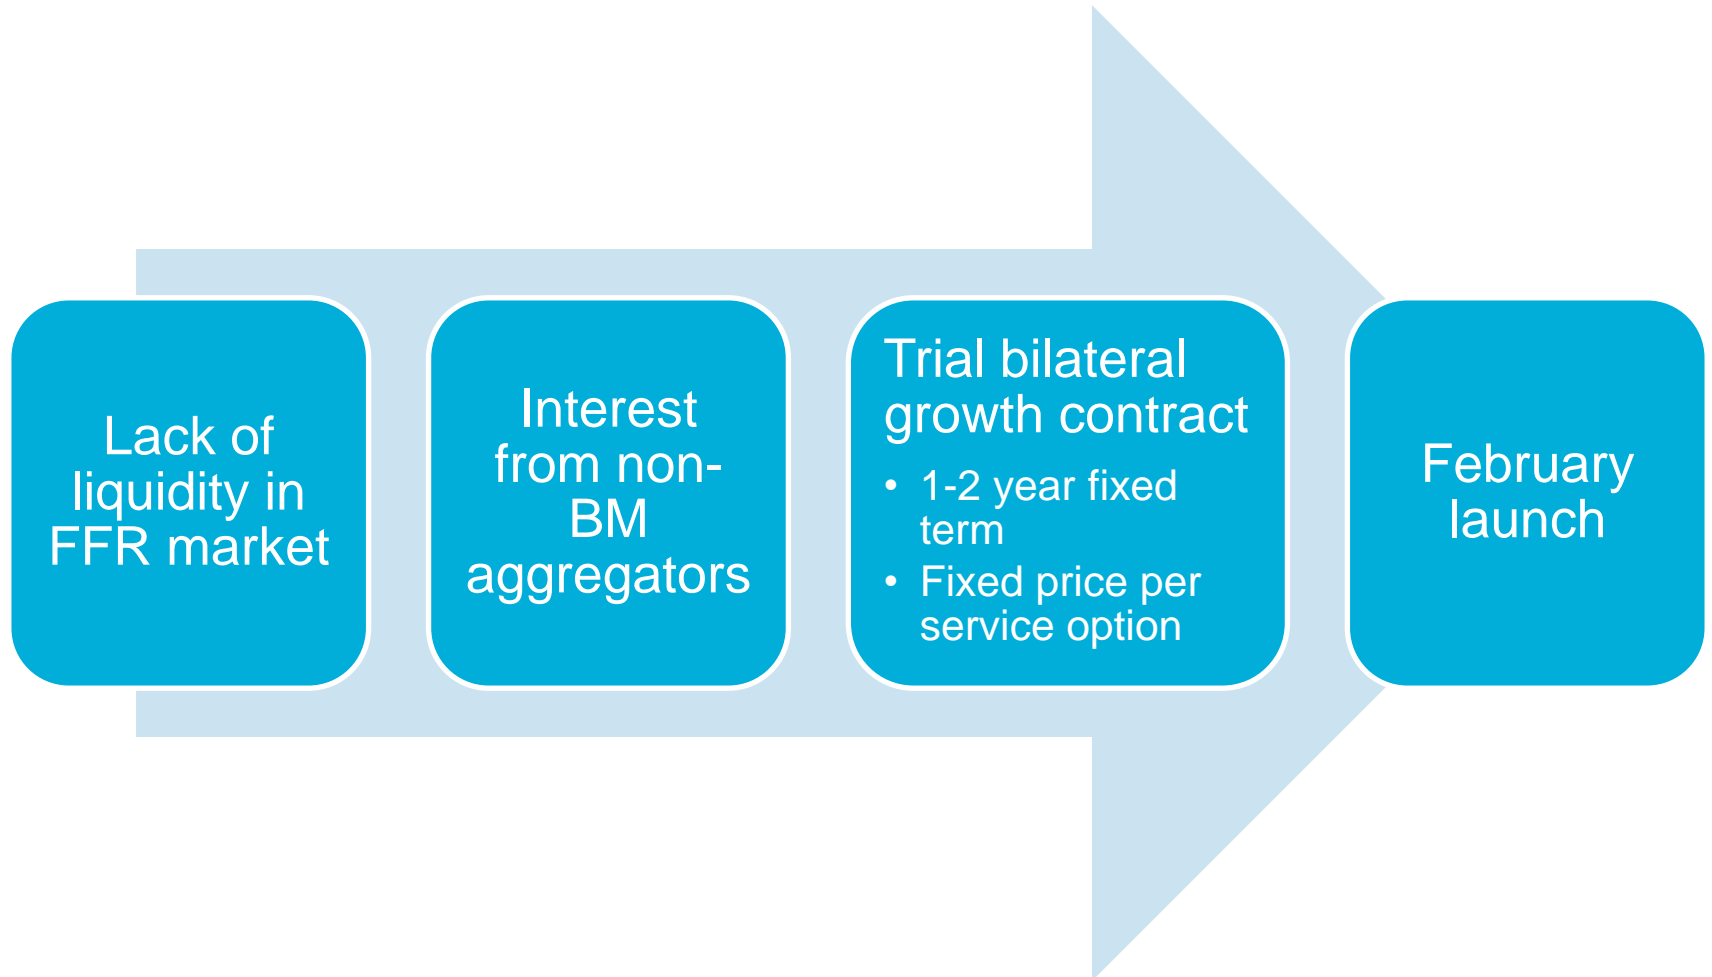 Lack of
liquidity in
FFR market
Interest
from non-
BM
aggregators
Trial bilateral
growth contract
• 1-2 year fixed
term
• Fixed price per
service option
February
launch